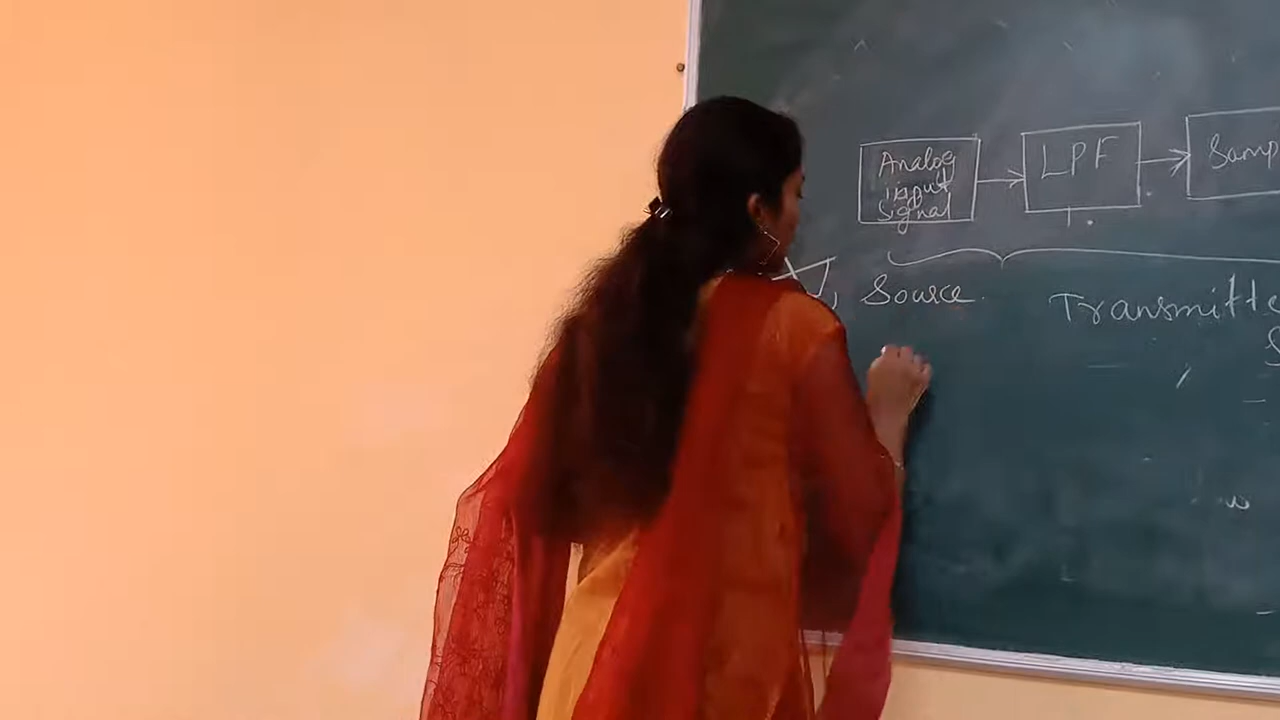 Analog
input
signal
LPF
Samp
Source
Transmitte